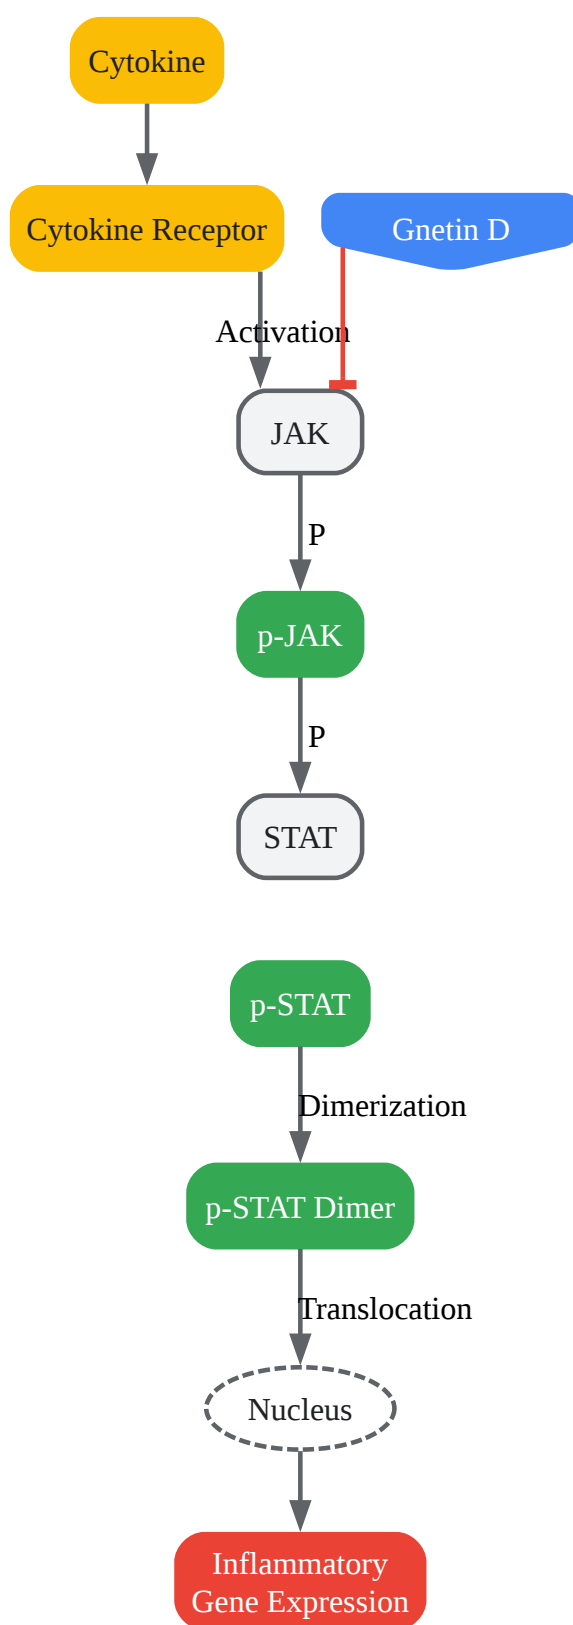 Cytokine
Cytokine Receptor
Gnetin D
Activation
JAK
P
p-JAK
P
STAT
p-STAT
Dimerization
p-STAT Dimer
Translocation
Nucleus
Inflammatory
Gene Expression